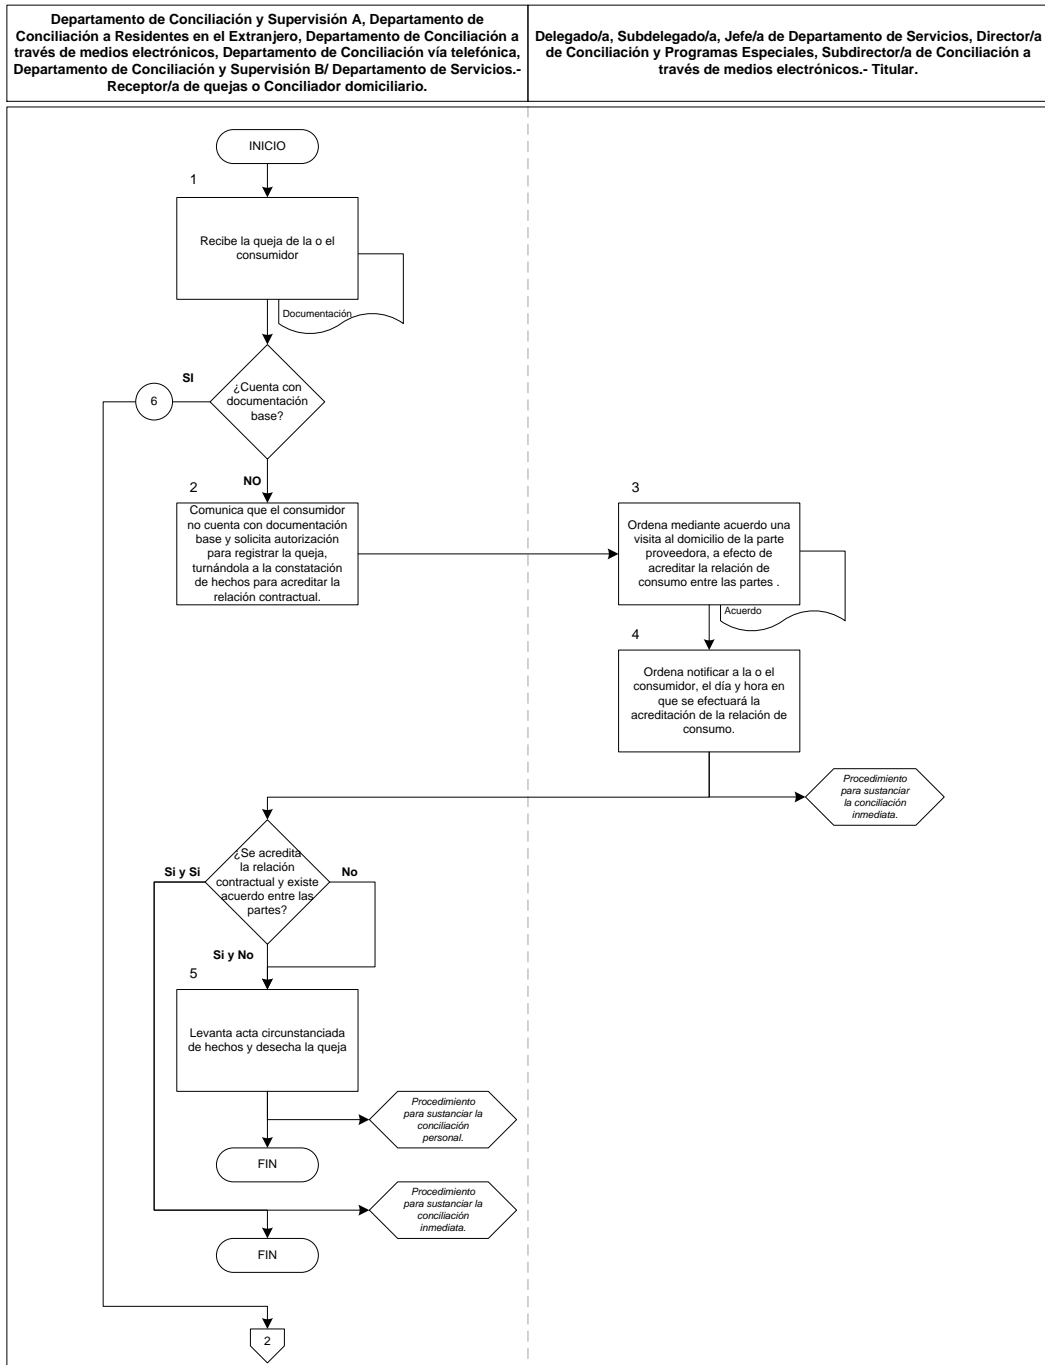 Departamento de Conciliación y Supervisión A, Departamento de
Conciliación a Residentes en el Extranjero, Departamento de Conciliación a
través de medios electrónicos, Departamento de Conciliación vía telefónica,
Departamento de Conciliación y Supervisión B/ Departamento de Servicios.-
Receptor/a de quejas o Conciliador domiciliario.
Delegado/a, Subdelegado/a, Jefe/a de Departamento de Servicios, Director/a
de Conciliación y Programas Especiales, Subdirector/a de Conciliación a
través de medios electrónicos.- Titular.
INICIO
1
Recibe la queja de la o el
consumidor
Documentación
SI
6
¿Cuenta con
documentación
base?
NO
2
Comunica que el consumidor
no cuenta con documentación
base y solicita autorización
para registrar la queja,
turnándola a la constatación
de hechos para acreditar la
relación contractual.
3
Ordena mediante acuerdo una
visita al domicilio de la parte
proveedora, a efecto de
acreditar la relación de
consumo entre las partes .
Acuerdo
4
Ordena notificar a la o el
consumidor, el día y hora en
que se efectuará la
acreditación de la relación de
consumo.
Procedimiento
para sustanciar
la conciliación
inmediata.
¿Se acredita
la relación
contractual y existe
acuerdo entre las
partes?
Si y Si
No
Si y No
5
Levanta acta circunstanciada
de hechos y desecha la queja
Procedimiento
para sustanciar la
conciliación
personal.
FIN
Procedimiento
para sustanciar la
conciliación
inmediata.
FIN
2